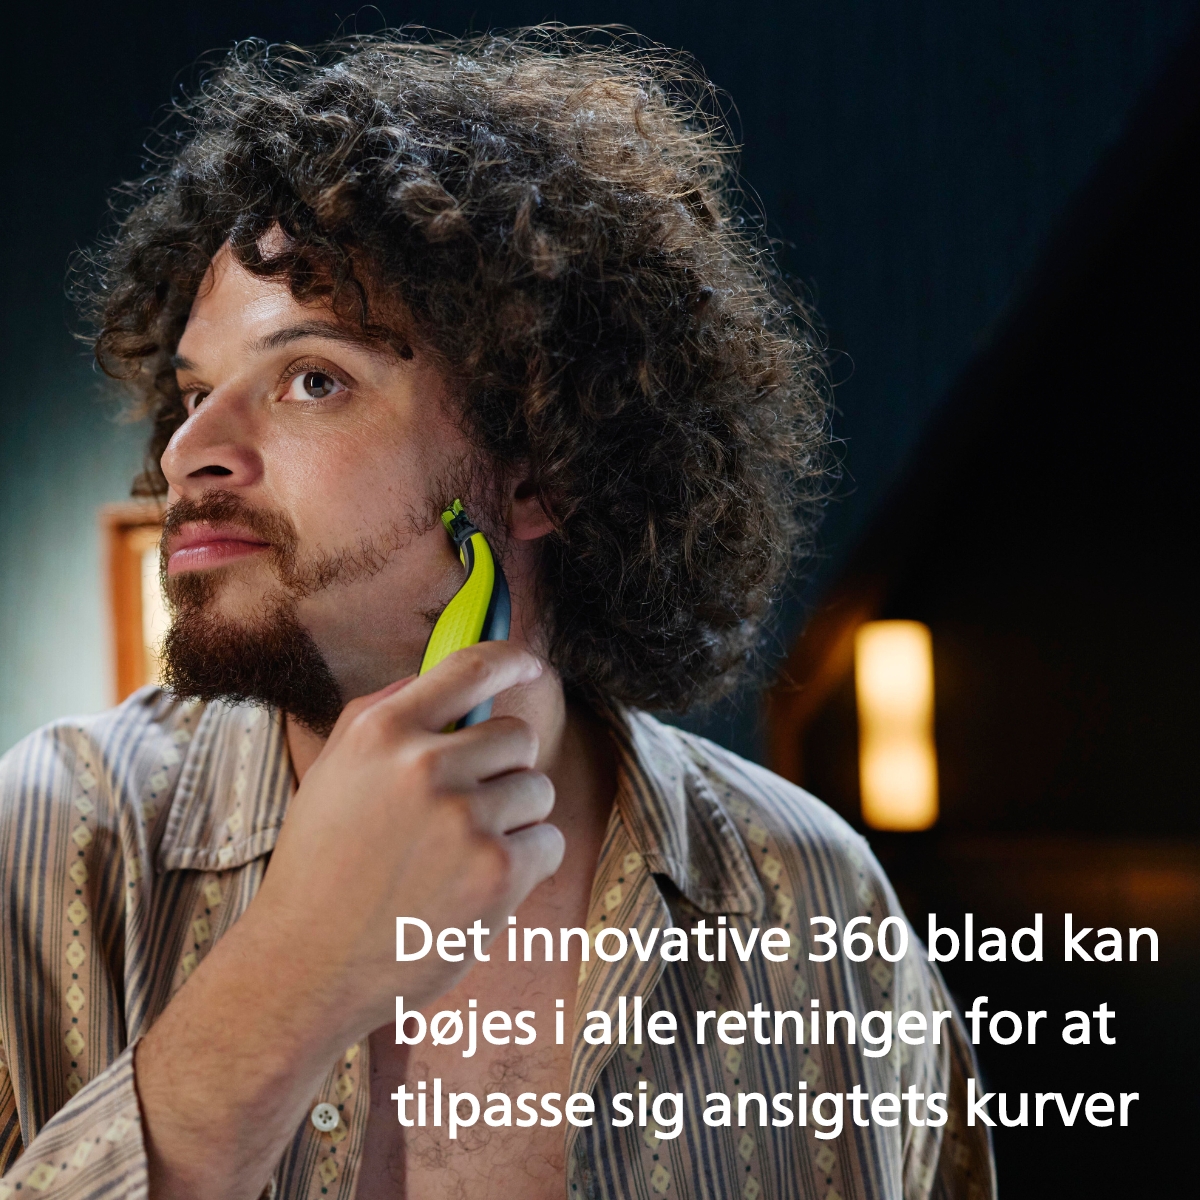 Det innovative 360 blad kan
bøjes i alle retninger for at
tilpasse sig ansigtets kurver